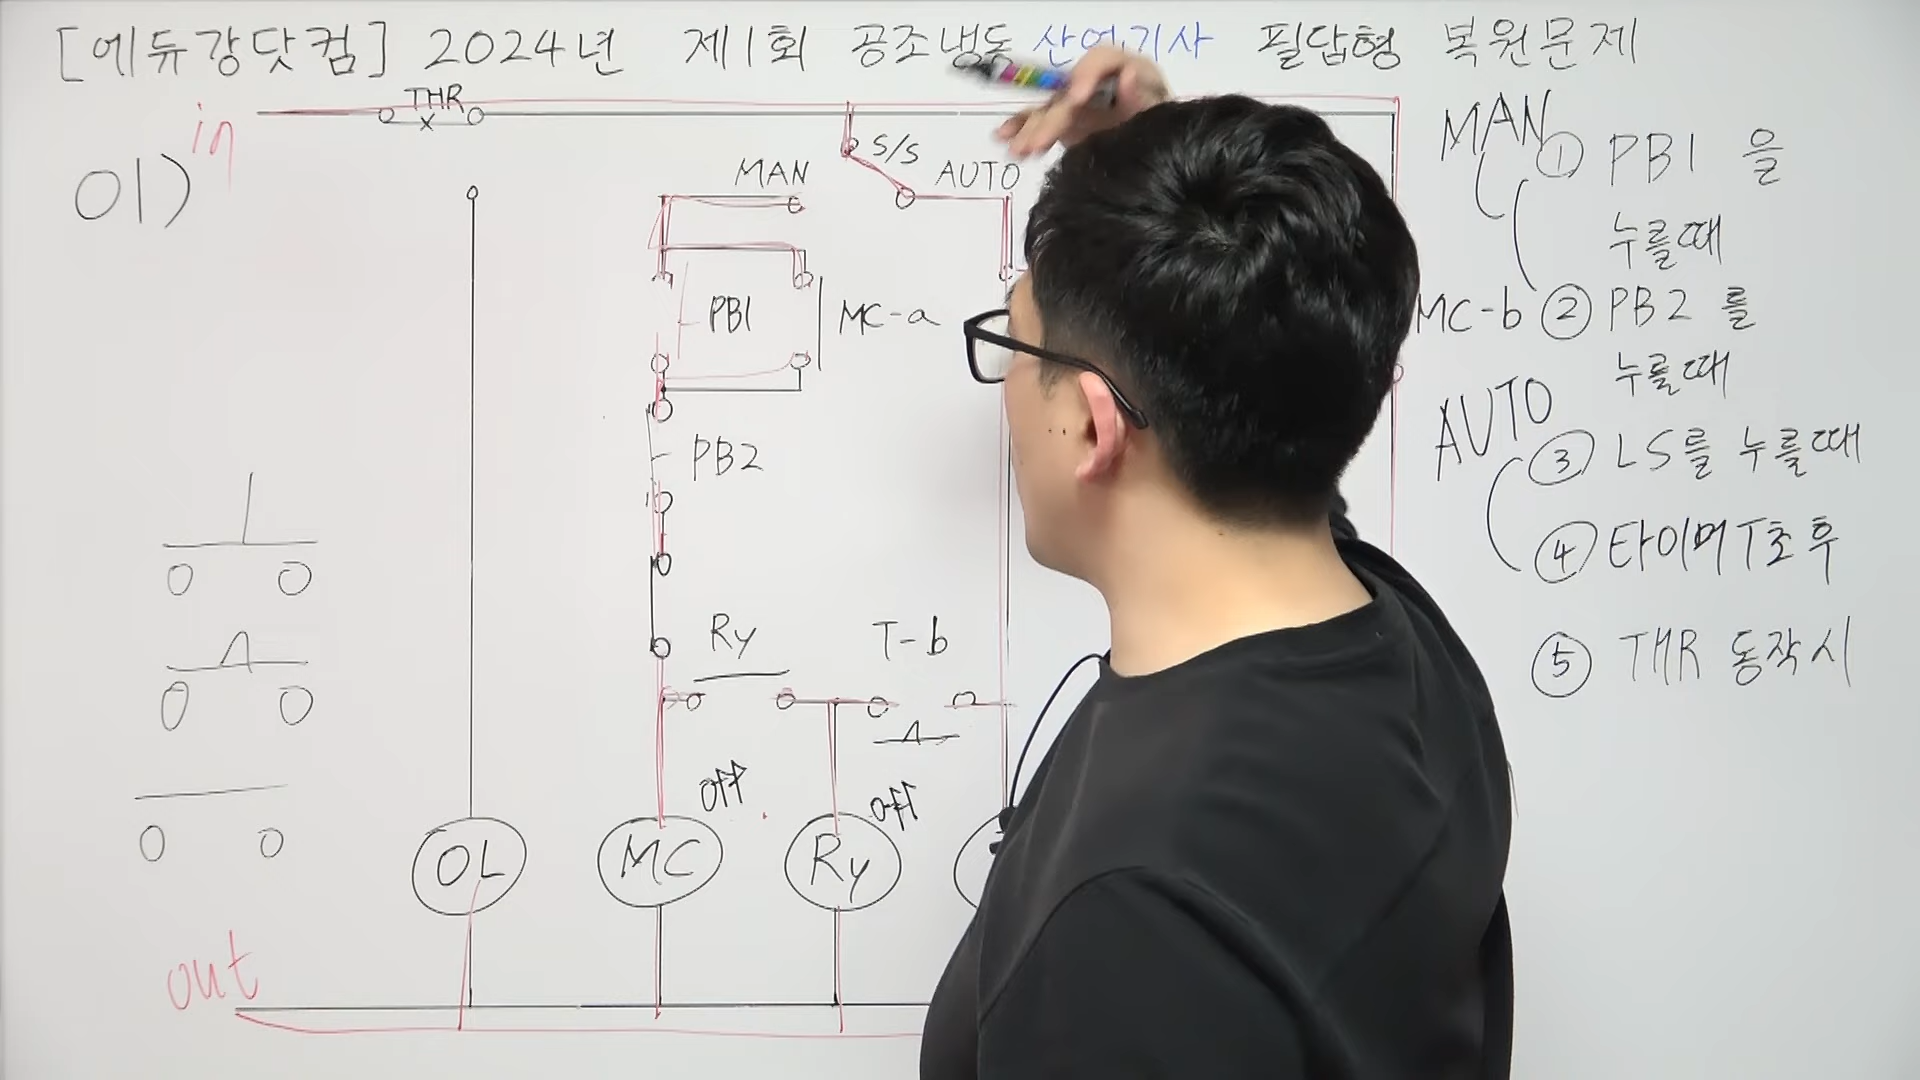 [에듀강닷컴] 2024년 제1회 공조냉동산업기사 필답형 복원문제
in
THR
01)
S/S
MAN
AUTO
PB1
MC-a
PB2
Ry
T-b
off
off
OL
MC
Ry
out
MAN
① PB1 을
누를때
MC-b
② PB2 를
누를때
AUTO
③ LS를 누를때
④ 타이머 T초 후
⑤ THR 동작시